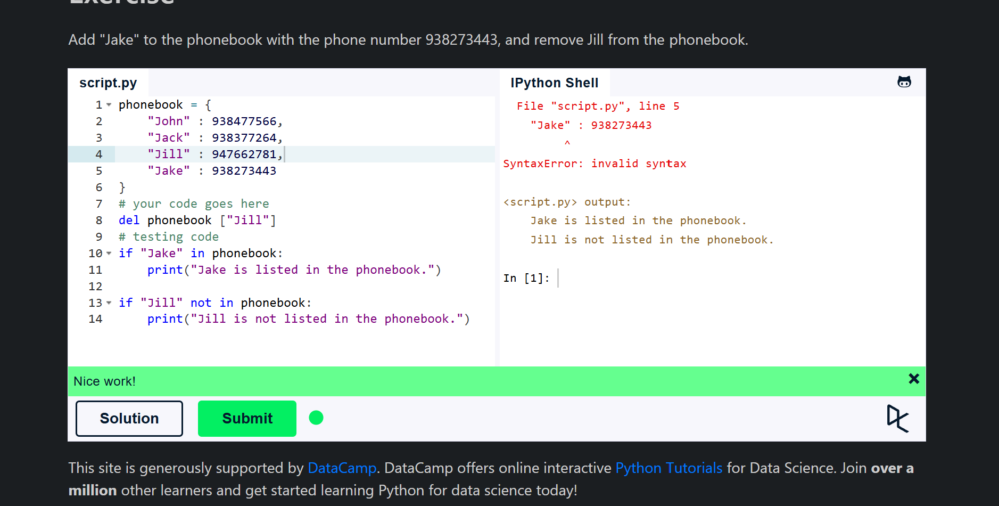 Exercise
Add "Jake" to the phonebook with the phone number 938273443, and remove Jill from the phonebook.
script.py
1 phonebook = {
2     "John" : 938477566,
3     "Jack" : 938377264,
4     "Jill" : 947662781,
5     "Jake" : 938273443
6 }
7 # your code goes here
8 del phonebook ["Jill"]
9 # testing code
10 if "Jake" in phonebook:
11     print("Jake is listed in the phonebook.")
12
13 if "Jill" not in phonebook:
14     print("Jill is not listed in the phonebook.")
IPython Shell
  File "script.py", line 5
    "Jake" : 938273443
         ^
SyntaxError: invalid syntax
<script.py> output:
    Jake is listed in the phonebook.
    Jill is not listed in the phonebook.
In [1]:
Nice work!
Solution
Submit
This site is generously supported by DataCamp. DataCamp offers online interactive Python Tutorials for Data Science. Join over a
million other learners and get started learning Python for data science today!